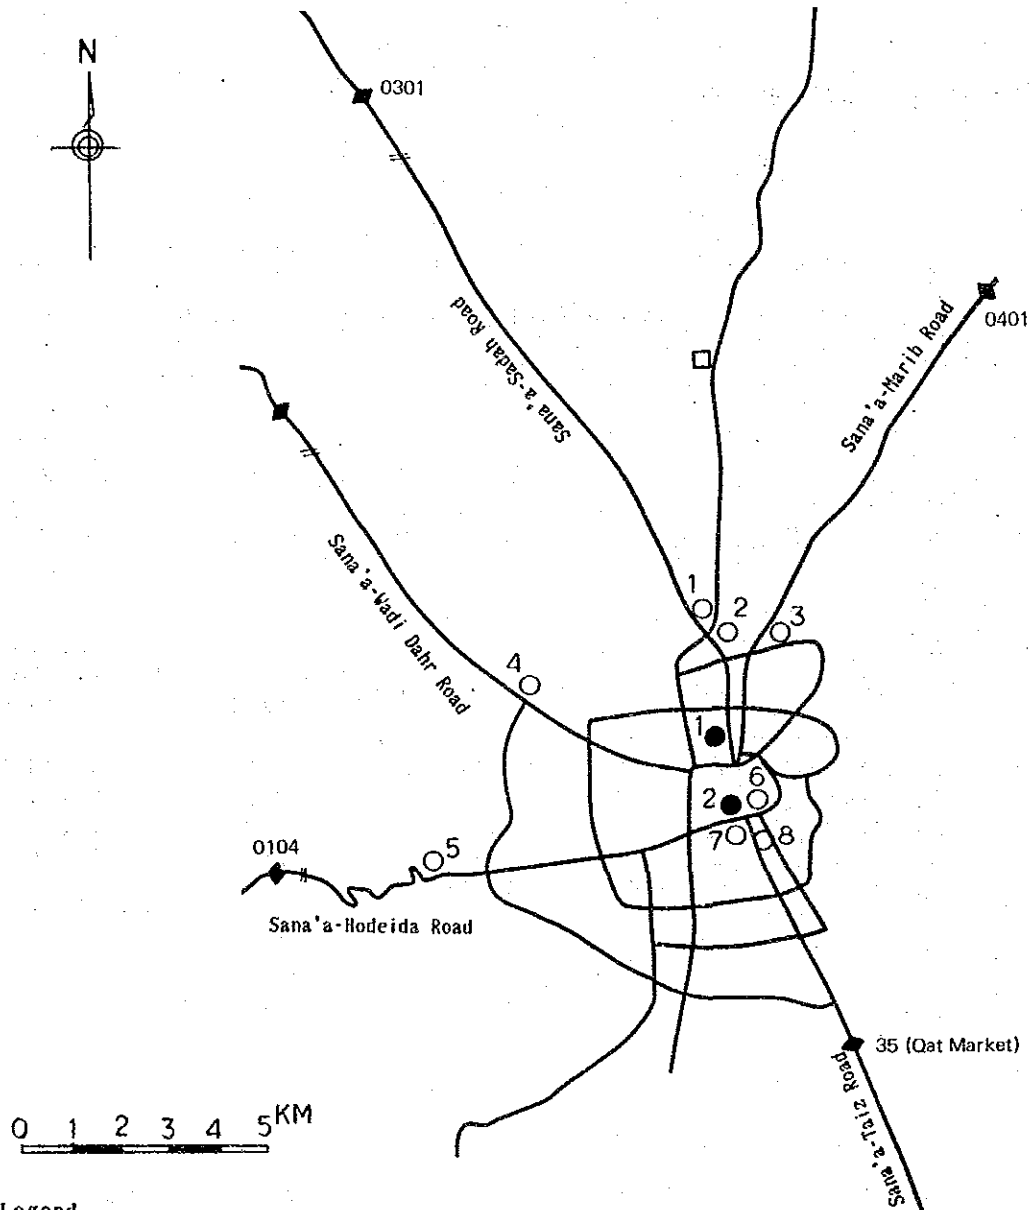 N
0301
Sana'a-Sadah Road
0401
Sana'a-Marib Road
Sana'a-Wadi Dahr Road
1
2
3
4
1
6
2
7
8
5
0104
Sana'a-Hodeida Road
35 (Qat Market)
Sana'a-Taiz Road
0 1 2 3 4 5 KM
Legend